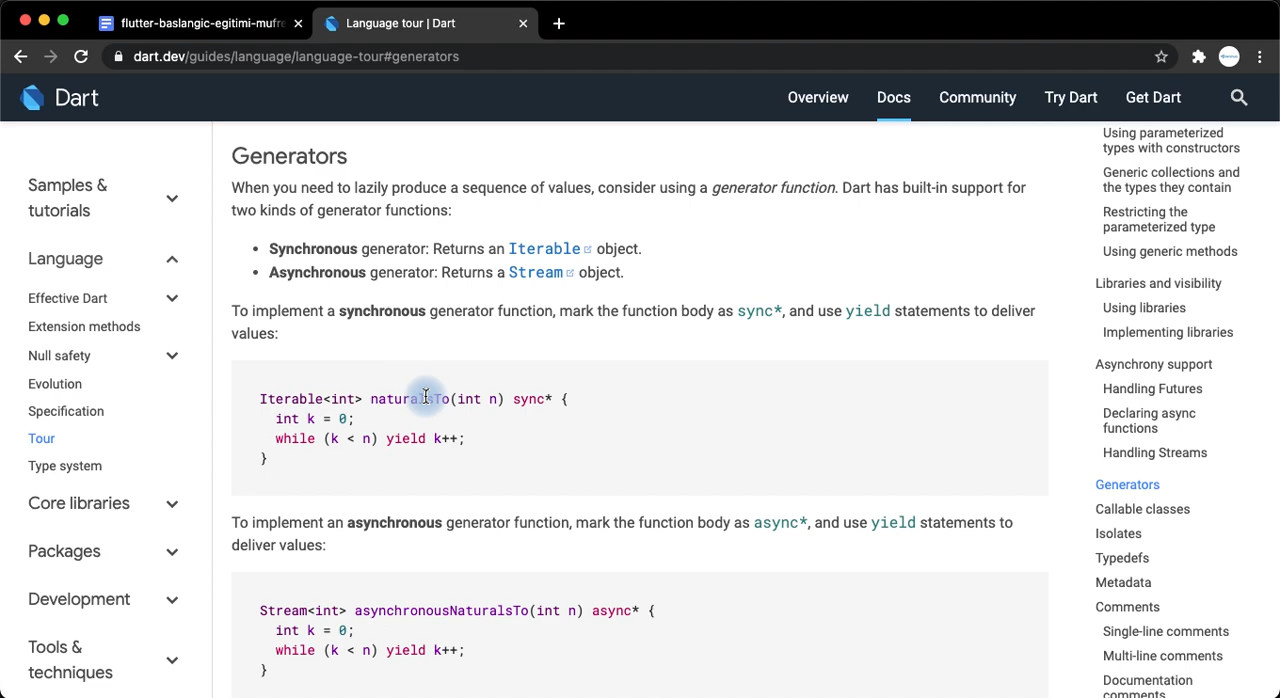 flutter-baslangic-egitimi-mufre
Language tour | Dart
dart.dev/guides/language/language-tour#generators
Dart
Overview
Docs
Community
Try Dart
Get Dart
Samples &
tutorials
Language
Effective Dart
Extension methods
Null safety
Evolution
Specification
Tour
Type system
Core libraries
Packages
Development
Tools &
techniques
Generators
When you need to lazily produce a sequence of values, consider using a generator function. Dart has built-in support for
two kinds of generator functions:
• Synchronous generator: Returns an Iterable object.
• Asynchronous generator: Returns a Stream object.
To implement a synchronous generator function, mark the function body as sync*, and use yield statements to deliver
values:
Iterable<int> naturalsTo(int n) sync* {
int k = 0;
while (k < n) yield k++;
}
To implement an asynchronous generator function, mark the function body as async*, and use yield statements to
deliver values:
Stream<int> asynchronousNaturalsTo(int n) async* {
int k = 0;
while (k < n) yield k++;
}
Using parameterized
types with constructors
Generic collections and
the types they contain
Restricting the
parameterized type
Using generic methods
Libraries and visibility
Using libraries
Implementing libraries
Asynchrony support
Handling Futures
Declaring async
functions
Handling Streams
Generators
Callable classes
Isolates
Typedefs
Metadata
Comments
Single-line comments
Multi-line comments
Documentation
comments